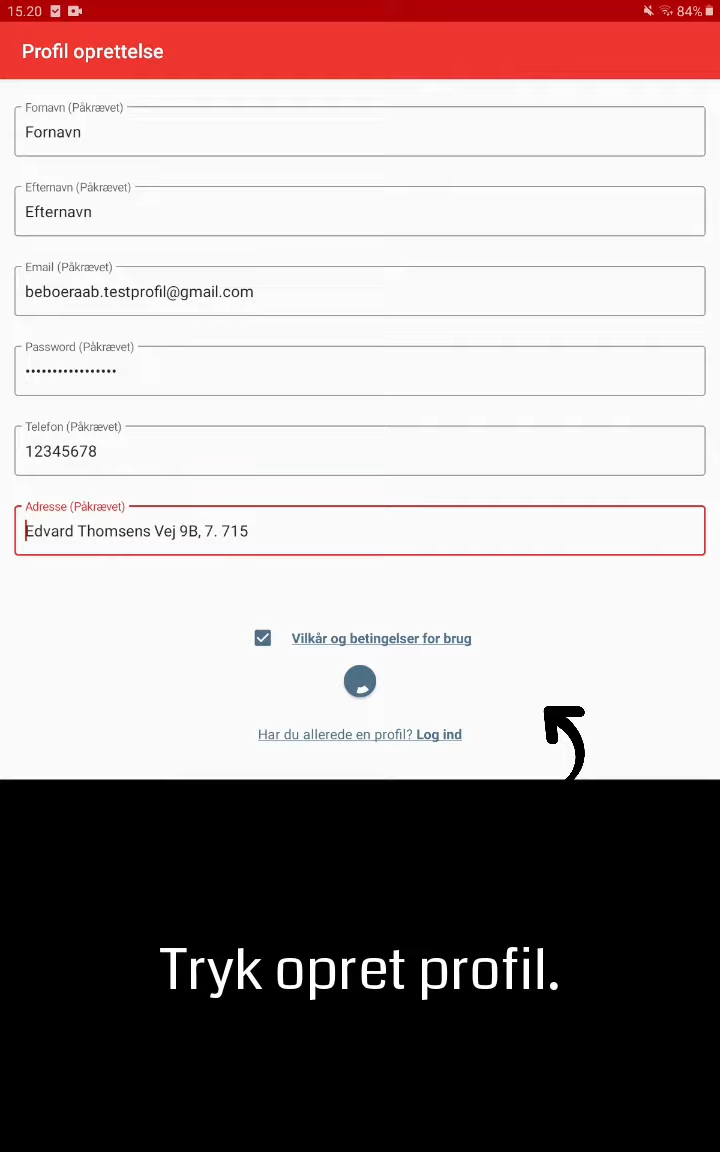 15.20
84%
Profil oprettelse
Fornavn (Påkrævet)
Fornavn
Efternavn (Påkrævet)
Efternavn
Email (Påkrævet)
beboeraab.testprofil@gmail.com
Password (Påkrævet)
•••••••••••••••••
Telefon (Påkrævet)
12345678
Adresse (Påkrævet)
Edvard Thomsens Vej 9B, 7. 715
Vilkår og betingelser for brug
Har du allerede en profil? Log ind
Tryk opret profil.